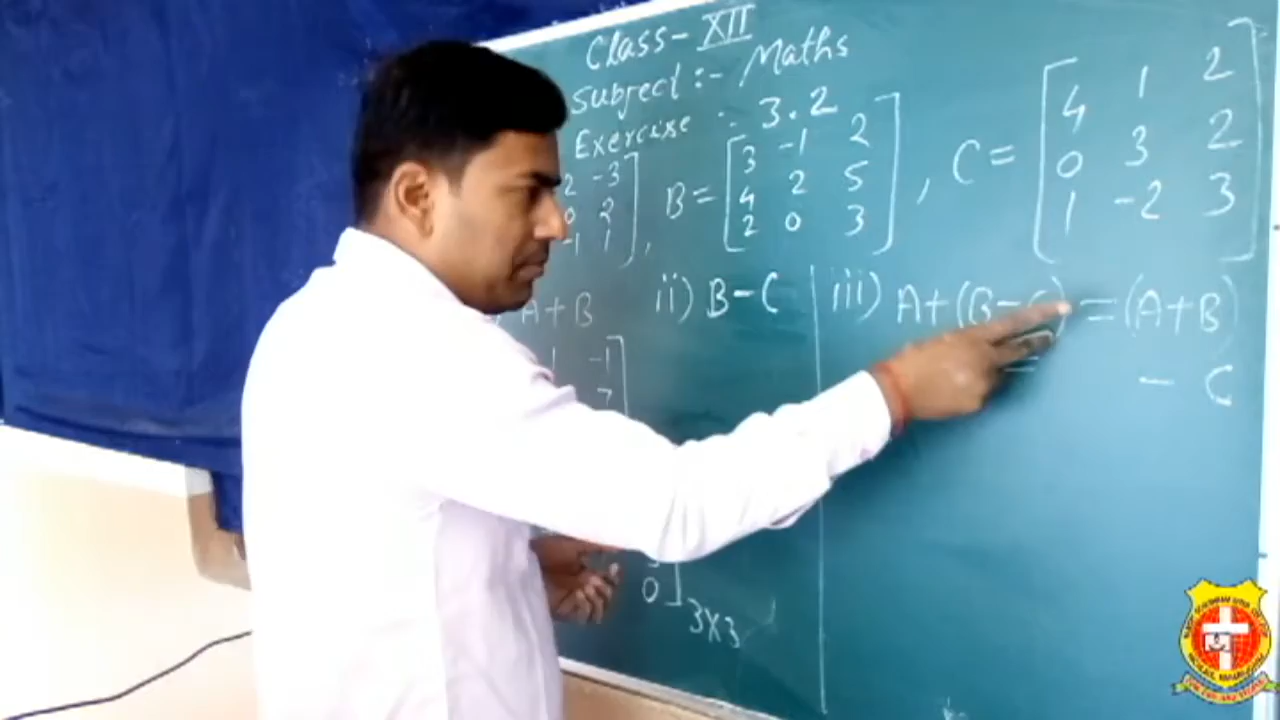 Class- XII
Subject :- Maths
Exercise :- 3.2
2 -3
0 2
-1 1 ,
B =
3 -1 2
4 2 5
2 0 3
, C =
4 1 2
0 3 2
1 -2 3
A+B
ii) B-C
iii) A+(B-C) = (A+B)
- C
1 -1
7
0
3X3